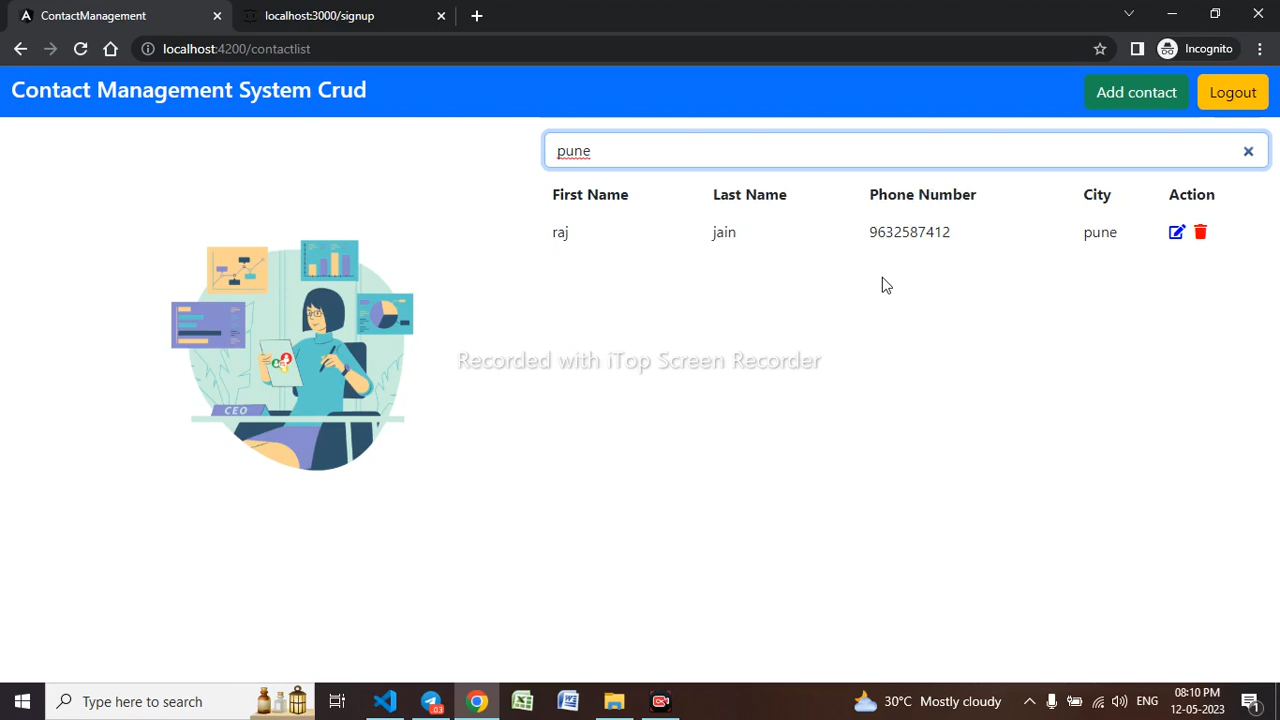 ContactManagement
localhost:3000/signup
localhost:4200/contactlist
Incognito
Contact Management System Crud
Add contact
Logout
pune
First Name Last Name Phone Number City Action
raj jain 9632587412 pune
CEO
Recorded with iTop Screen Recorder
Type here to search
03
30°C Mostly cloudy
ENG
08:10 PM
12-05-2023
1